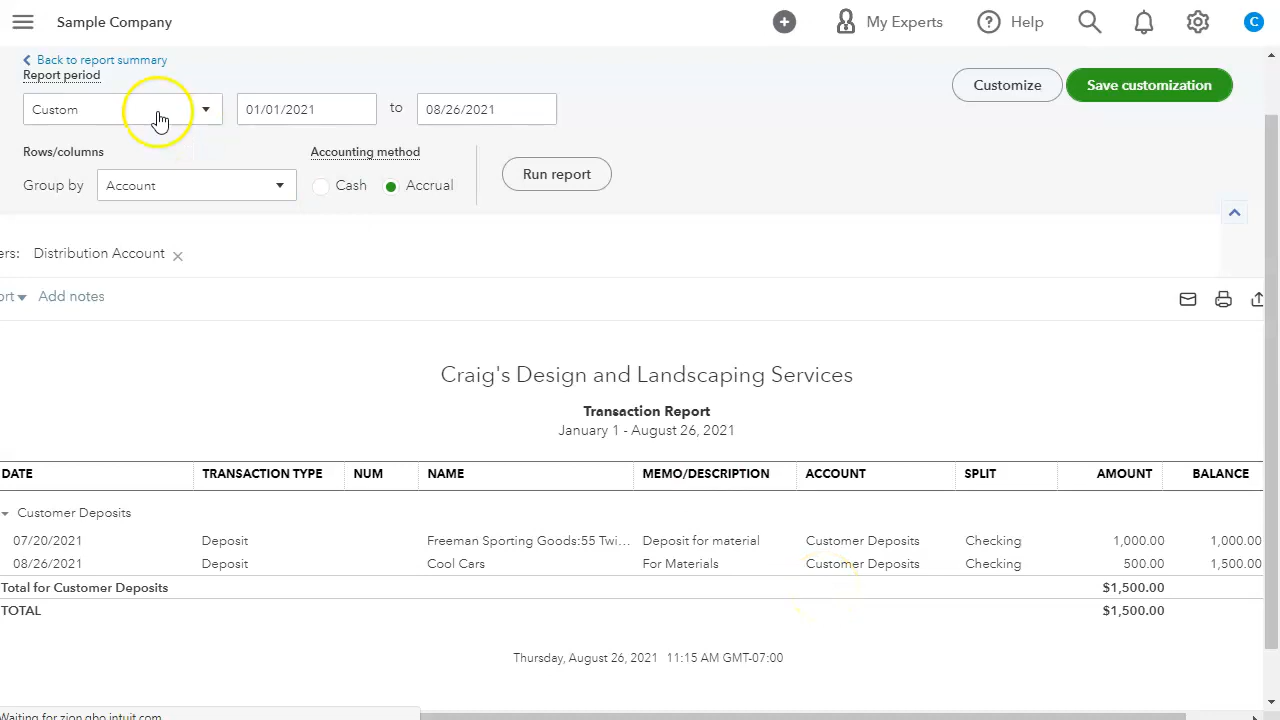 Sample Company
My Experts
Help
C
Back to report summary
Report period
Custom
01/01/2021
to
08/26/2021
Customize
Save customization
Rows/columns
Accounting method
Group by
Account
Cash
Accrual
Run report
ers: Distribution Account
ort Add notes
Craig's Design and Landscaping Services
Transaction Report
January 1 - August 26, 2021
DATE TRANSACTION TYPE NUM NAME MEMO/DESCRIPTION ACCOUNT SPLIT AMOUNT BALANCE
Customer Deposits
07/20/2021 Deposit Freeman Sporting Goods:55 Twi... Deposit for material Customer Deposits Checking 1,000.00 1,000.00
08/26/2021 Deposit Cool Cars For Materials Customer Deposits Checking 500.00 1,500.00
Total for Customer Deposits $1,500.00
TOTAL $1,500.00
Thursday, August 26, 2021 11:15 AM GMT-07:00
Waiting for zion.qbo.intuit.com